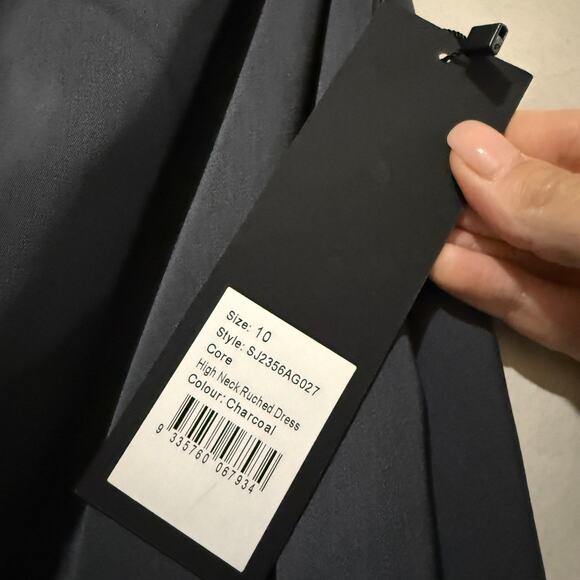 Size: 10
Style: SJ2356AG027
Core
High Neck Ruched Dress
Colour: Charcoal
9 335760 067934